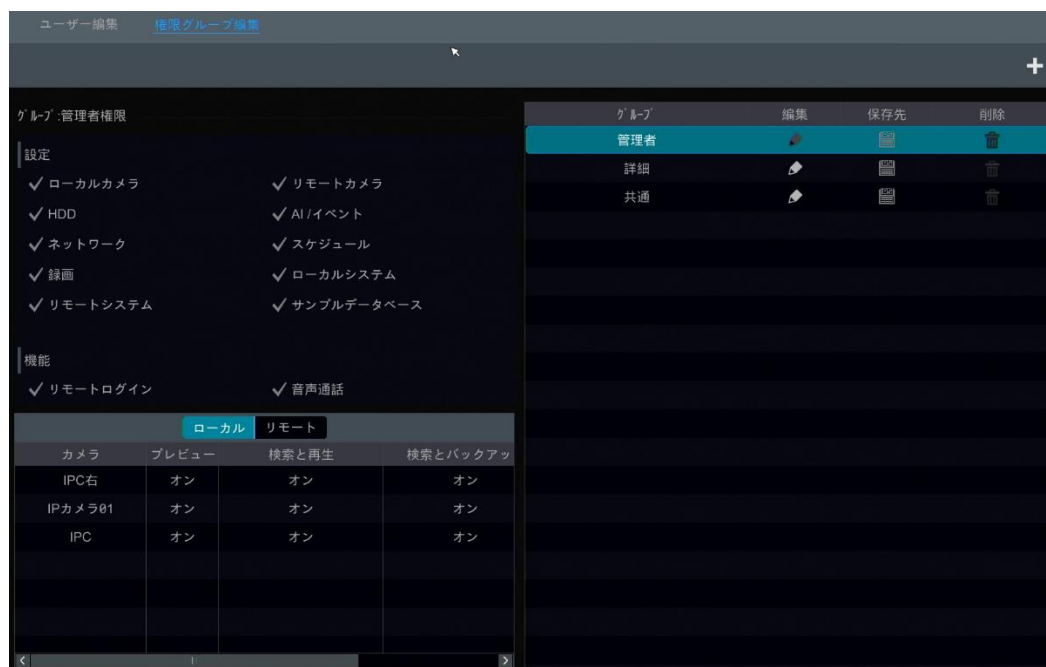 ユーザー編集 権限グループ編集
ｸﾞﾙｰﾌﾟ:管理者権限
設定
ローカルカメラ リモートカメラ
HDD AI/イベント
ネットワーク スケジュール
録画 ローカルシステム
リモートシステム サンプルデータベース
機能
リモートログイン 音声通話
ローカル リモート
カメラ プレビュー 検索と再生 検索とバックアッ
IPC右 オン オン オン
IPカメラ01 オン オン オン
IPC オン オン オン
ｸﾞﾙｰﾌﾟ 編集 保存先 削除
管理者
詳細
共通